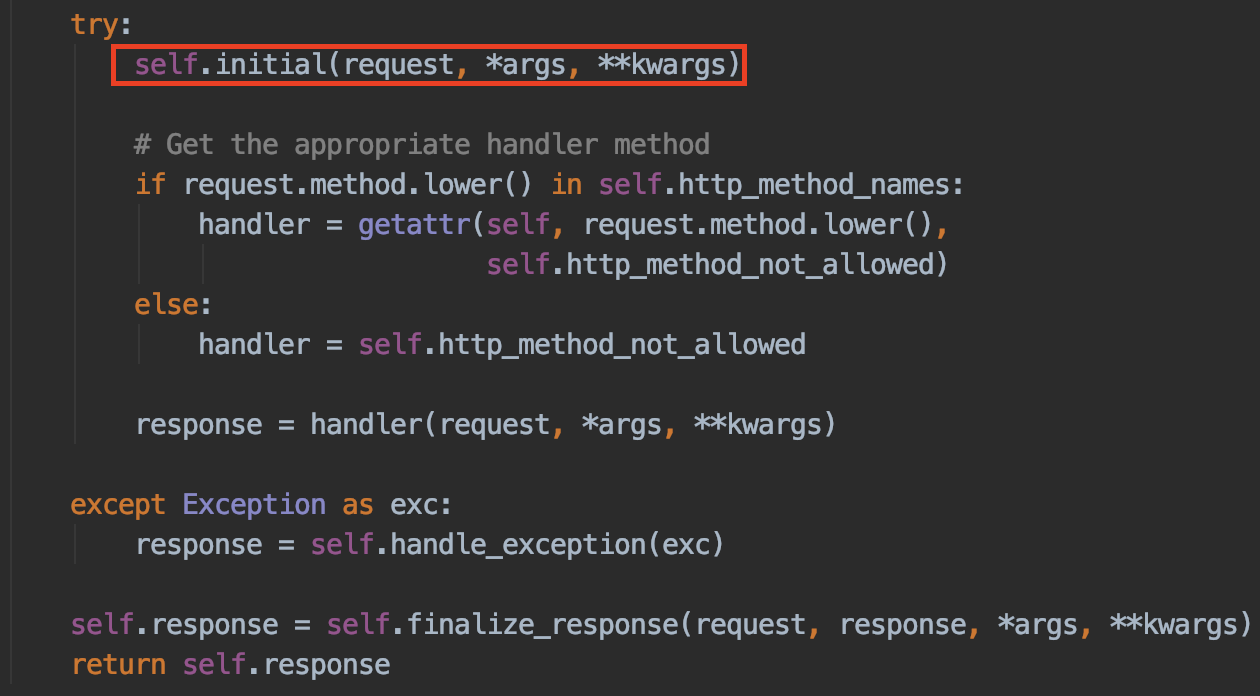 try:
self.initial(request, *args, **kwargs)
# Get the appropriate handler method
if request.method.lower() in self.http_method_names:
handler = getattr(self, request.method.lower(),
self.http_method_not_allowed)
else:
handler = self.http_method_not_allowed
response = handler(request, *args, **kwargs)
except Exception as exc:
response = self.handle_exception(exc)
self.response = self.finalize_response(request, response, *args, **kwargs)
return self.response